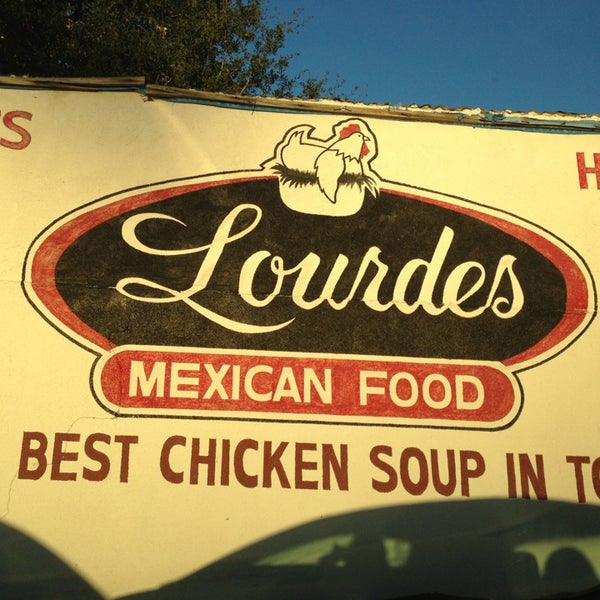 Lourdes
MEXICAN FOOD
BEST CHICKEN SOUP IN